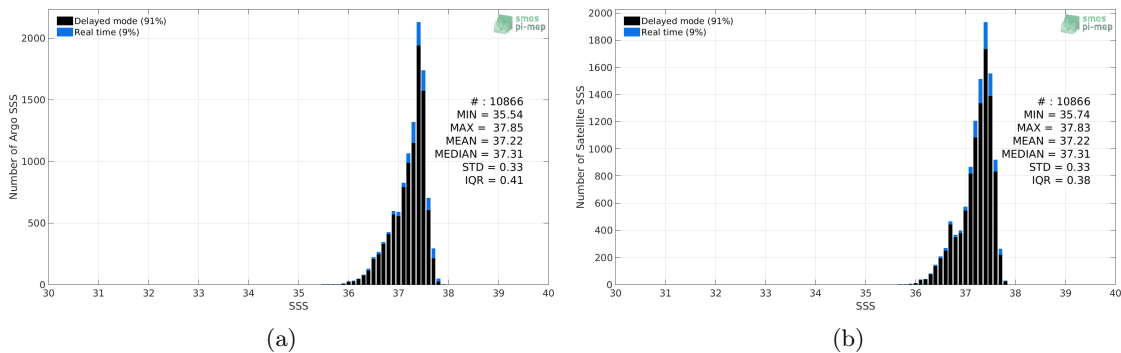 Delayed mode (91%)
Real time (9%)
smos
pi-mep
2000
1500
1000
500
0
Number of Argo SSS
# : 10866
MIN = 35.54
MAX = 37.85
MEAN = 37.22
MEDIAN = 37.31
STD = 0.33
IQR = 0.41
30 31 32 33 34 35 36 37 38 39 40
SSS
(a)
Delayed mode (91%)
Real time (9%)
smos
pi-mep
2000
1800
1600
1400
1200
1000
800
600
400
200
0
Number of Satellite SSS
# : 10866
MIN = 35.74
MAX = 37.83
MEAN = 37.22
MEDIAN = 37.31
STD = 0.33
IQR = 0.38
30 31 32 33 34 35 36 37 38 39 40
SSS
(b)